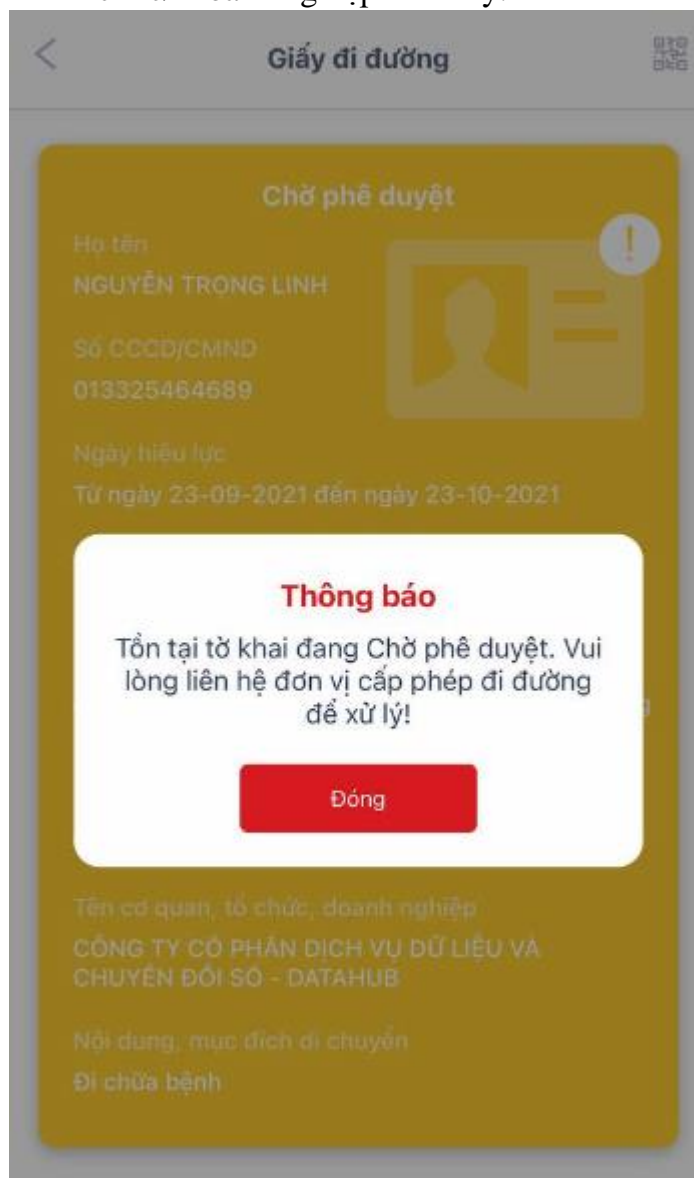 Giấy đi đường
Chờ phê duyệt
Họ tên
NGUYỄN TRỌNG LINH
Số CCCD/CMND
013325464689
Ngày hiệu lực
Từ ngày 23-09-2021 đến ngày 23-10-2021
Thông báo
Tồn tại tờ khai đang Chờ phê duyệt. Vui
lòng liên hệ đơn vị cấp phép đi đường
để xử lý!
Đóng
Tên cơ quan, tổ chức, doanh nghiệp
CÔNG TY CỔ PHẦN DỊCH VỤ DỮ LIỆU VÀ
CHUYỂN ĐỔI SỐ - DATAHUB
Nội dung, mục đích di chuyển
Đi chữa bệnh